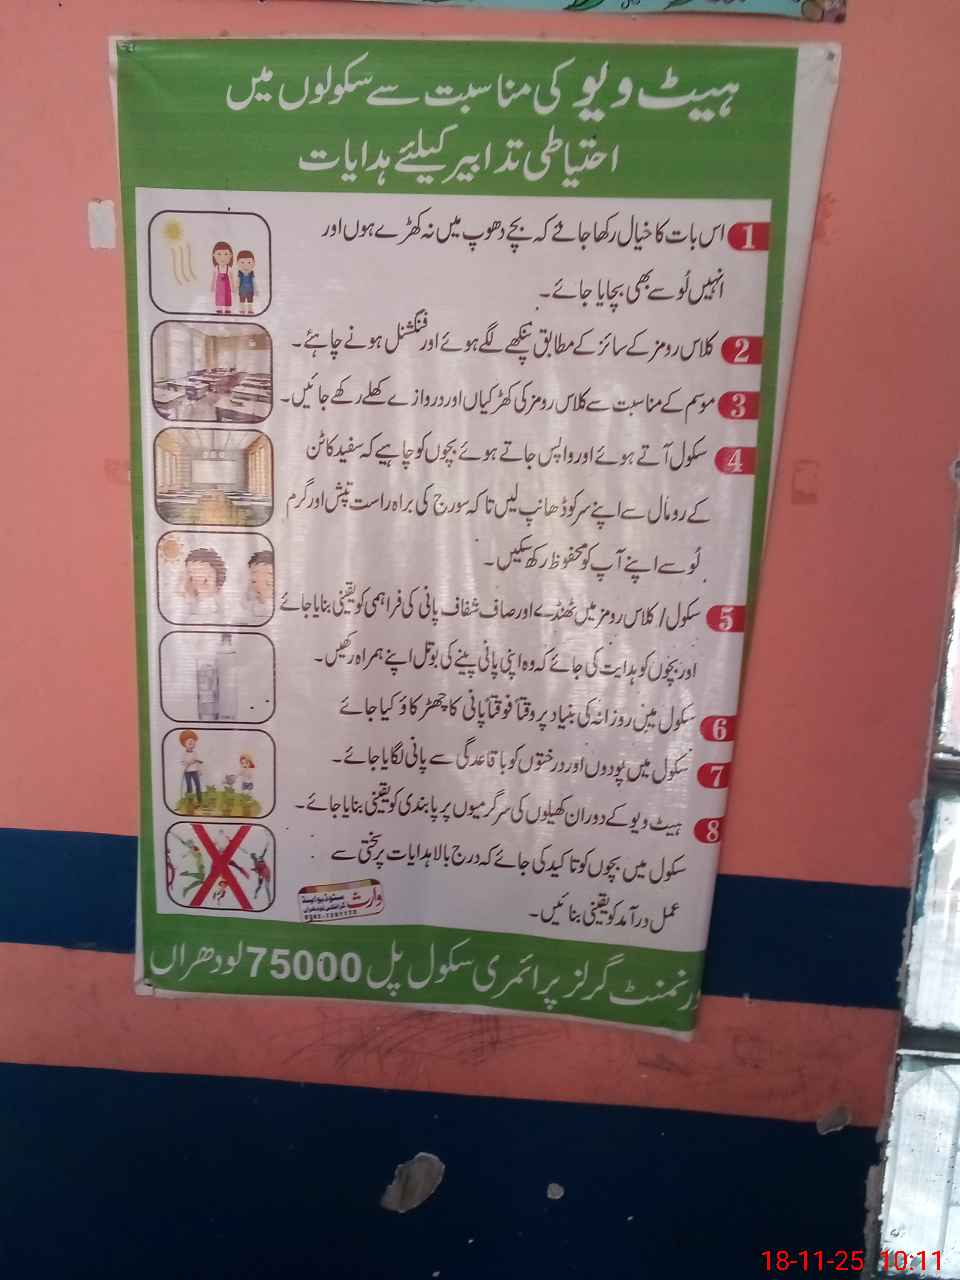 ہیٹ ویو کی مناسبت سے سکولوں میں
احتیاطی تدابیر کیلئے ہدایات
1 اس بات کا خیال رکھا جائے کہ بچے دھوپ میں نہ کھڑے ہوں اور
انہیں لُو سے بھی بچایا جائے۔
2 کلاس رومز کے سائز کے مطابق پنکھے لگے ہوئے اور فنکشنل ہونے چاہئے۔
3 موسم کے مناسبت سے کلاس رومز کی کھڑکیاں اور دروازے کھلے رکھے جائیں۔
4 سکول آتے ہوئے اور واپس جاتے ہوئے بچوں کو چاہیے کہ سفید کاٹن
کے رومال سے اپنے سر کو ڈھانپ لیں تاکہ سورج کی براہ راست تپش اور گرم
لُو سے اپنے آپ کو محفوظ رکھ سکیں۔
5 سکول/ کلاس رومز میں ٹھنڈے اور صاف شفاف پانی کی فراہمی کو یقینی بنایا جائے
اور بچوں کو ہدایت کی جائے کہ وہ اپنی پانی پینے کی بوتل اپنے ہمراہ رکھیں۔
6 سکول میں روزانہ کی بنیاد پر وقتاً فوقتاً پانی کا چھڑکاؤ کیا جائے
7 سکول میں پودوں اور درختوں کو باقاعدگی سے پانی لگایا جائے۔
8 ہیٹ ویو کے دوران کھیلوں کی سرگرمیوں پر پابندی کو یقینی بنایا جائے۔
سکول میں بچوں کو تاکید کی جائے کہ درج بالا ہدایات پر سختی سے
عمل درآمد کو یقینی بنائیں۔
وارث
رنمنٹ گرلز پرائمری سکول پل 75000 لودھراں
18-11-25 10:11